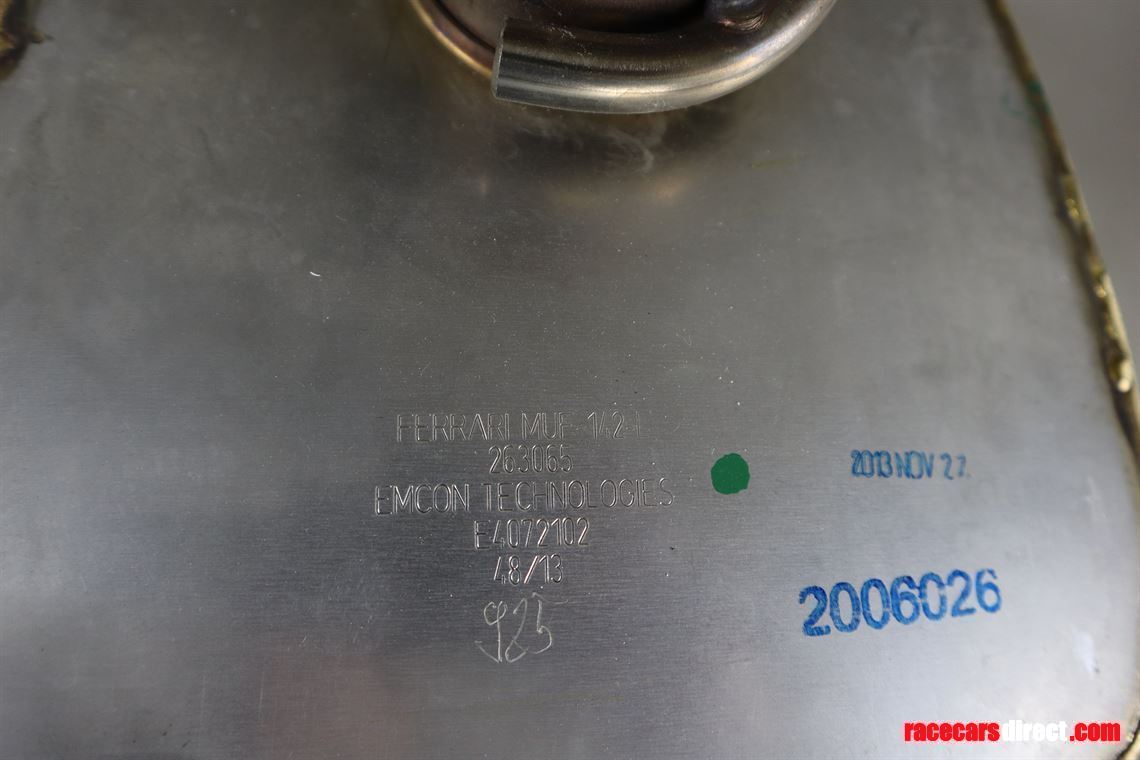 FERRARI MUF-142-L
263065
EMCON TECHNOLOGIES
E4072102
48/13
925
2013 NOV 27.
2006026
racecarsdirect.com